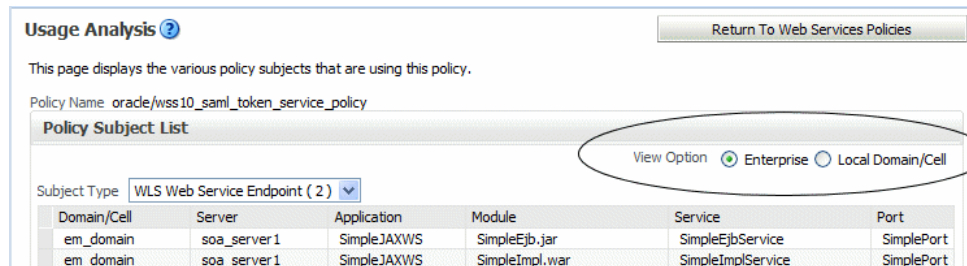 Usage Analysis ?
Return To Web Services Policies
This page displays the various policy subjects that are using this policy.
Policy Name oracle/wss10_saml_token_service_policy
Policy Subject List
View Option Enterprise Local Domain/Cell
Subject Type WLS Web Service Endpoint ( 2 )
Domain/Cell Server Application Module Service Port
em_domain soa_server1 SimpleJAXWS SimpleEjb.jar SimpleEjbService SimplePort
em_domain soa_server1 SimpleJAXWS SimpleImpl.war SimpleImplService SimplePort